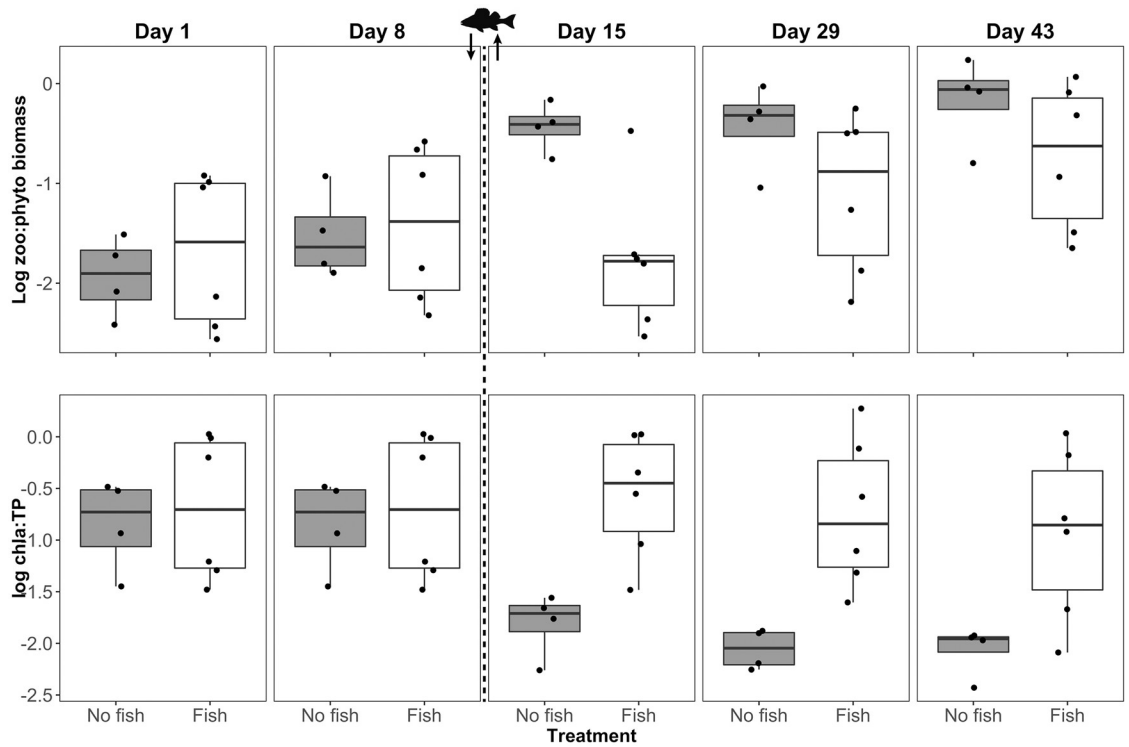 Day 1 Day 8 Day 15 Day 29 Day 43
Log zoo:phyto biomass
0
-1
-2
log chla:TP
0.0
-0.5
-1.0
-1.5
-2.0
-2.5
No fish Fish No fish Fish No fish Fish No fish Fish No fish Fish
Treatment